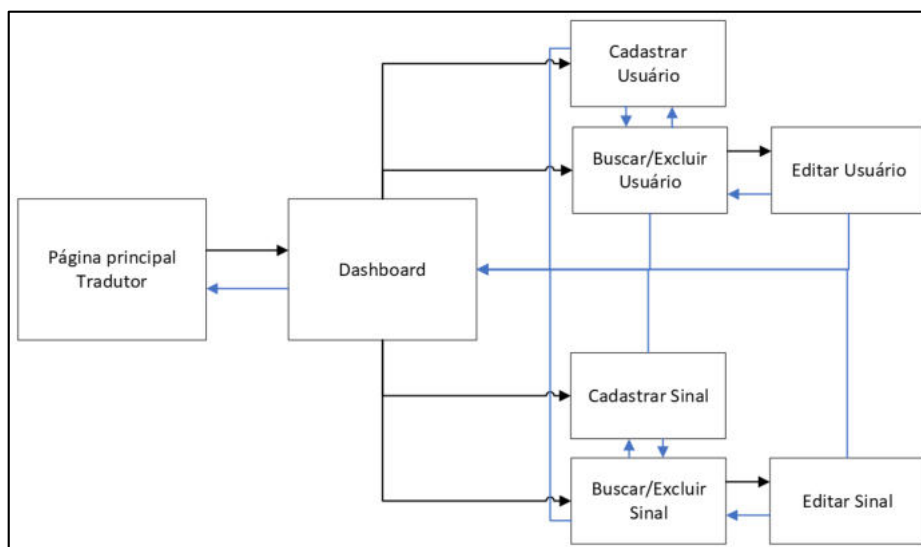 Cadastrar
Usuário
Buscar/Excluir
Usuário
Editar Usuário
Página principal
Tradutor
Dashboard
Cadastrar Sinal
Buscar/Excluir
Sinal
Editar Sinal